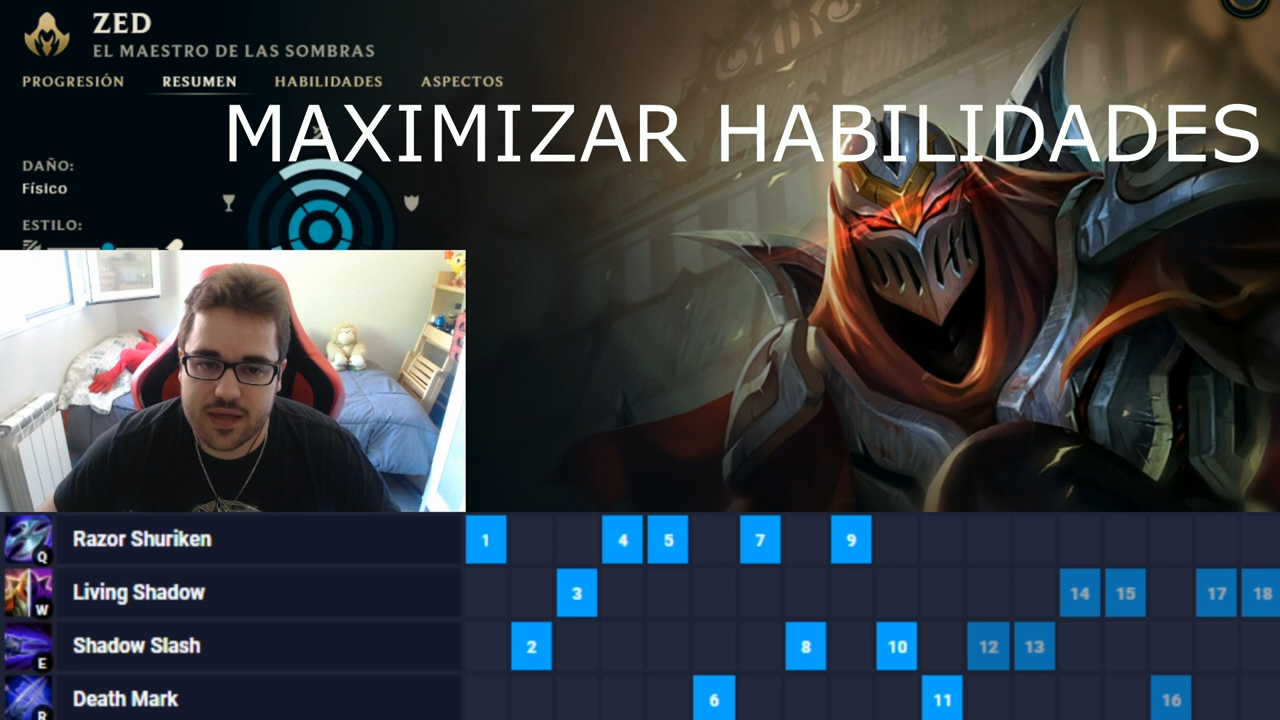 ZED
EL MAESTRO DE LAS SOMBRAS
PROGRESIÓN RESUMEN HABILIDADES ASPECTOS
MAXIMIZAR HABILIDADES
DAÑO:
Físico
ESTILO:
Q Razor Shuriken 1 4 5 7 9
W Living Shadow 3 14 15 17 18
E Shadow Slash 2 8 10 12 13
R Death Mark 6 11 16